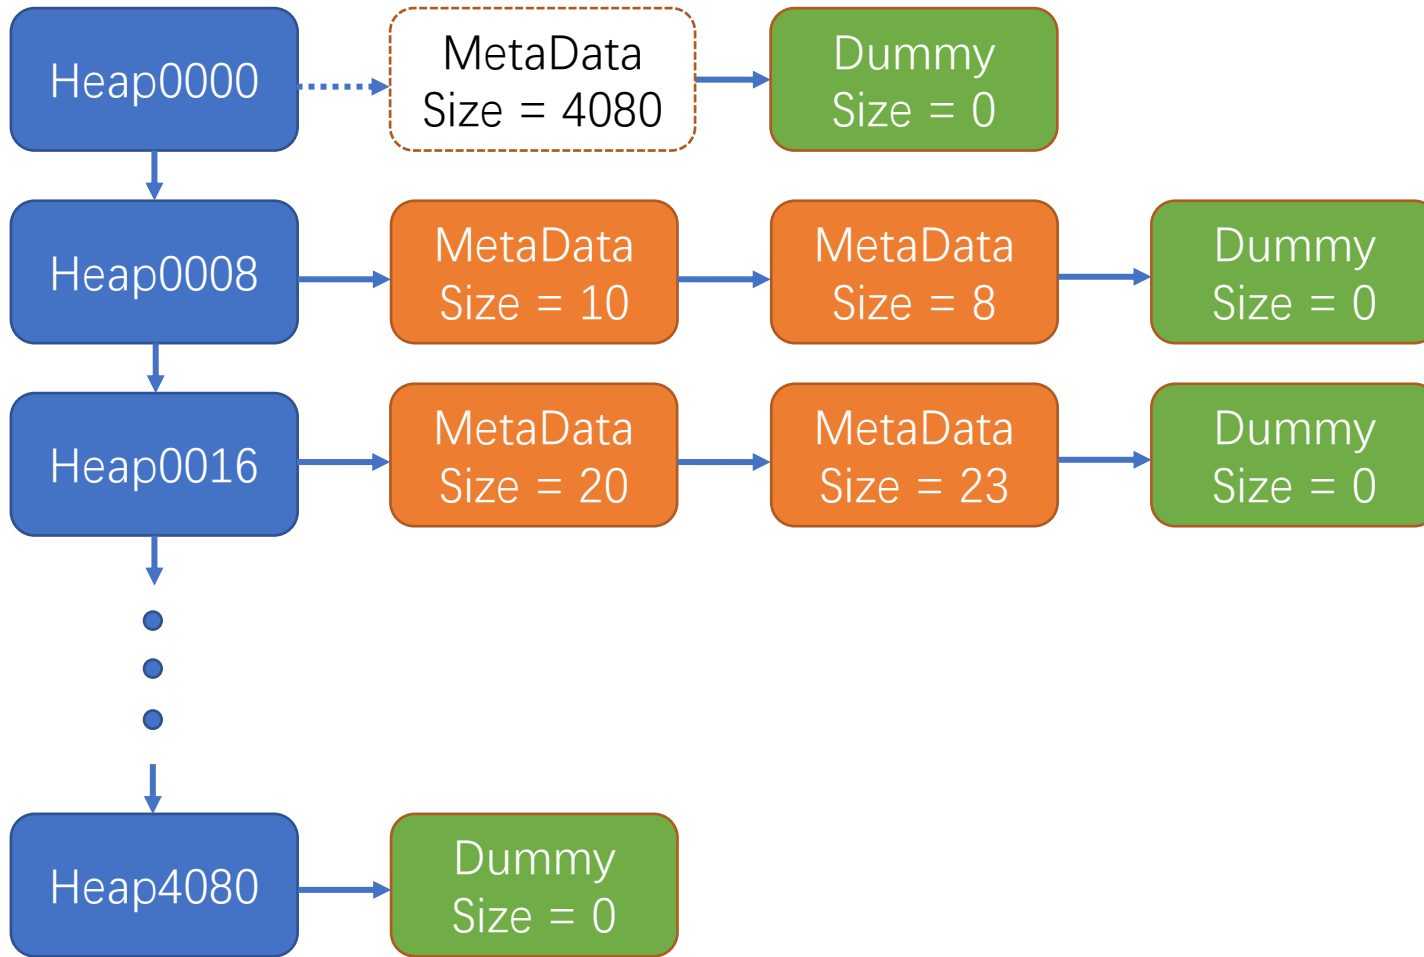 Heap0000
MetaData
Size = 4080
Dummy
Size = 0
Heap0008
MetaData
Size = 10
MetaData
Size = 8
Dummy
Size = 0
Heap0016
MetaData
Size = 20
MetaData
Size = 23
Dummy
Size = 0
Heap4080
Dummy
Size = 0